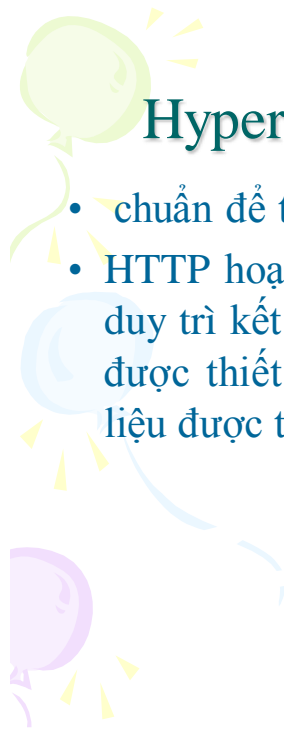 Hyper
• chuẩn để t
• HTTP hoạ
duy trì kết
được thiết
liệu được t